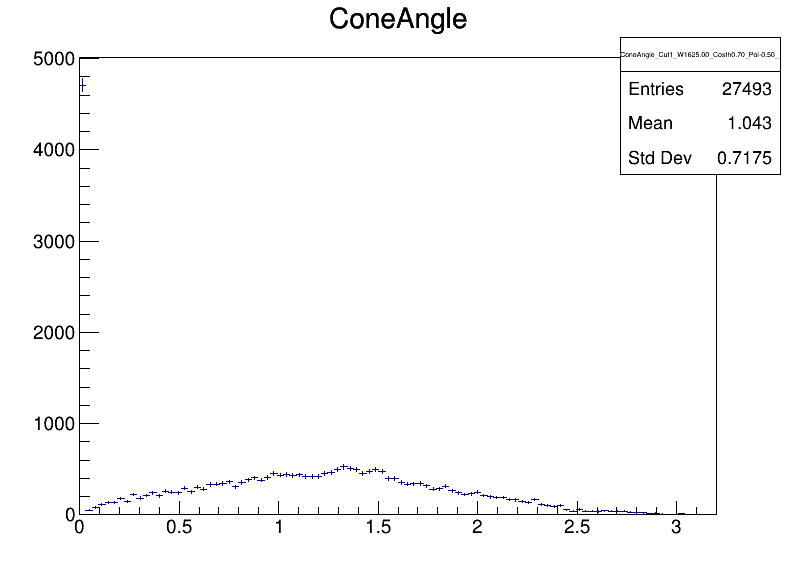 ConeAngle
ConeAngle_Cut1_W1625.00_Costh0.70_Pol-0.50_
Entries 27493
Mean 1.043
Std Dev 0.7175
5000
4000
3000
2000
1000
0
0 0.5 1 1.5 2 2.5 3